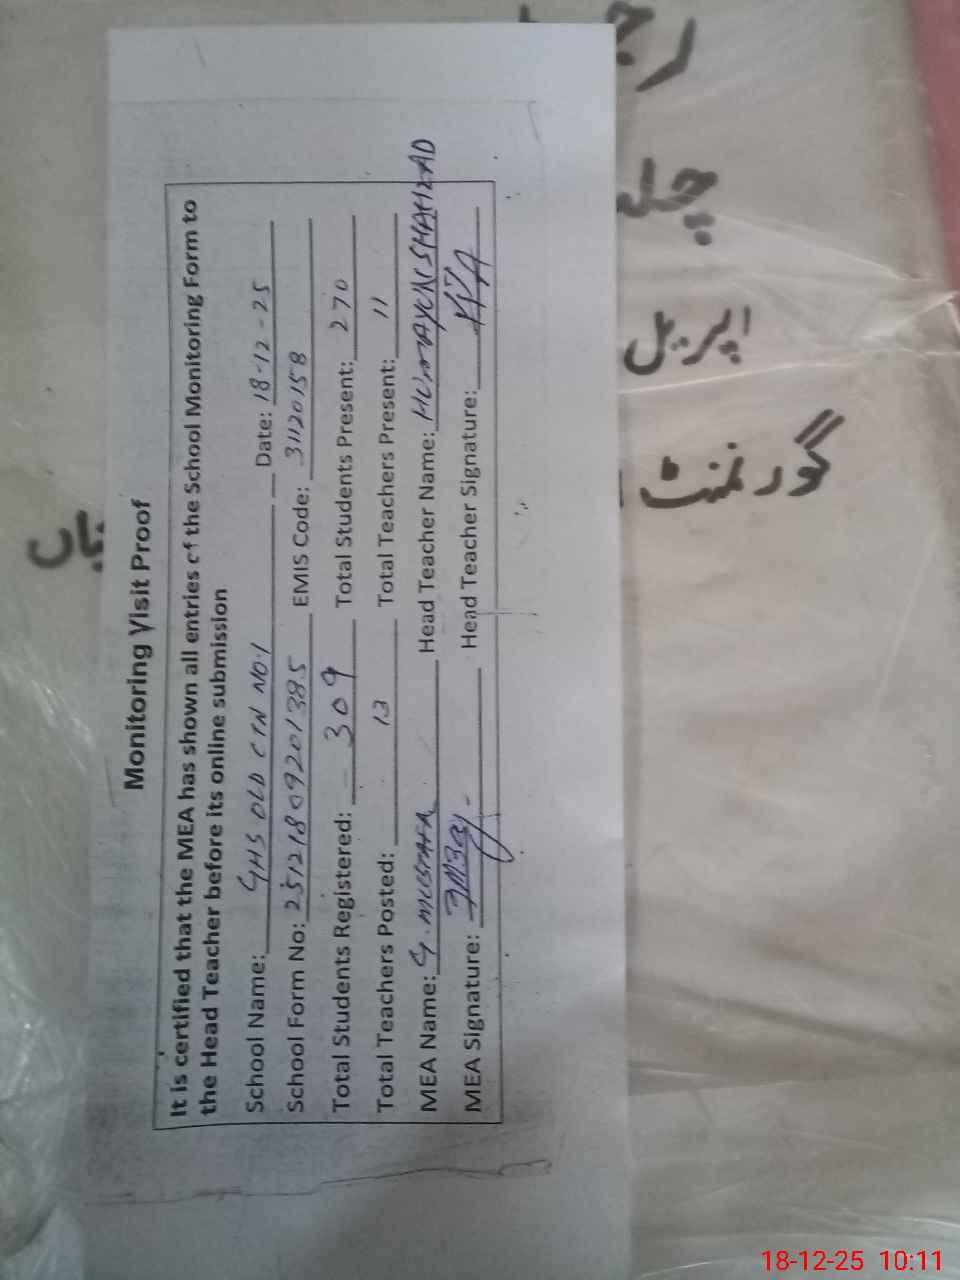 Monitoring Visit Proof
It is certified that the MEA has shown all entries of the School Monitoring Form to
the Head Teacher before its online submission
School Name: GHS OLD CTN NO.1 Date: 18-12-25
School Form No: 25121809201385 EMIS Code: 31120158
Total Students Registered: 309 Total Students Present: 270
Total Teachers Posted: 13 Total Teachers Present: 11
MEA Name: G. MUSTAFA Head Teacher Name: HUMAYUN SHAHZAD
MEA Signature: Head Teacher Signature:
اپریل
گورنمنٹ
18-12-25 10:11